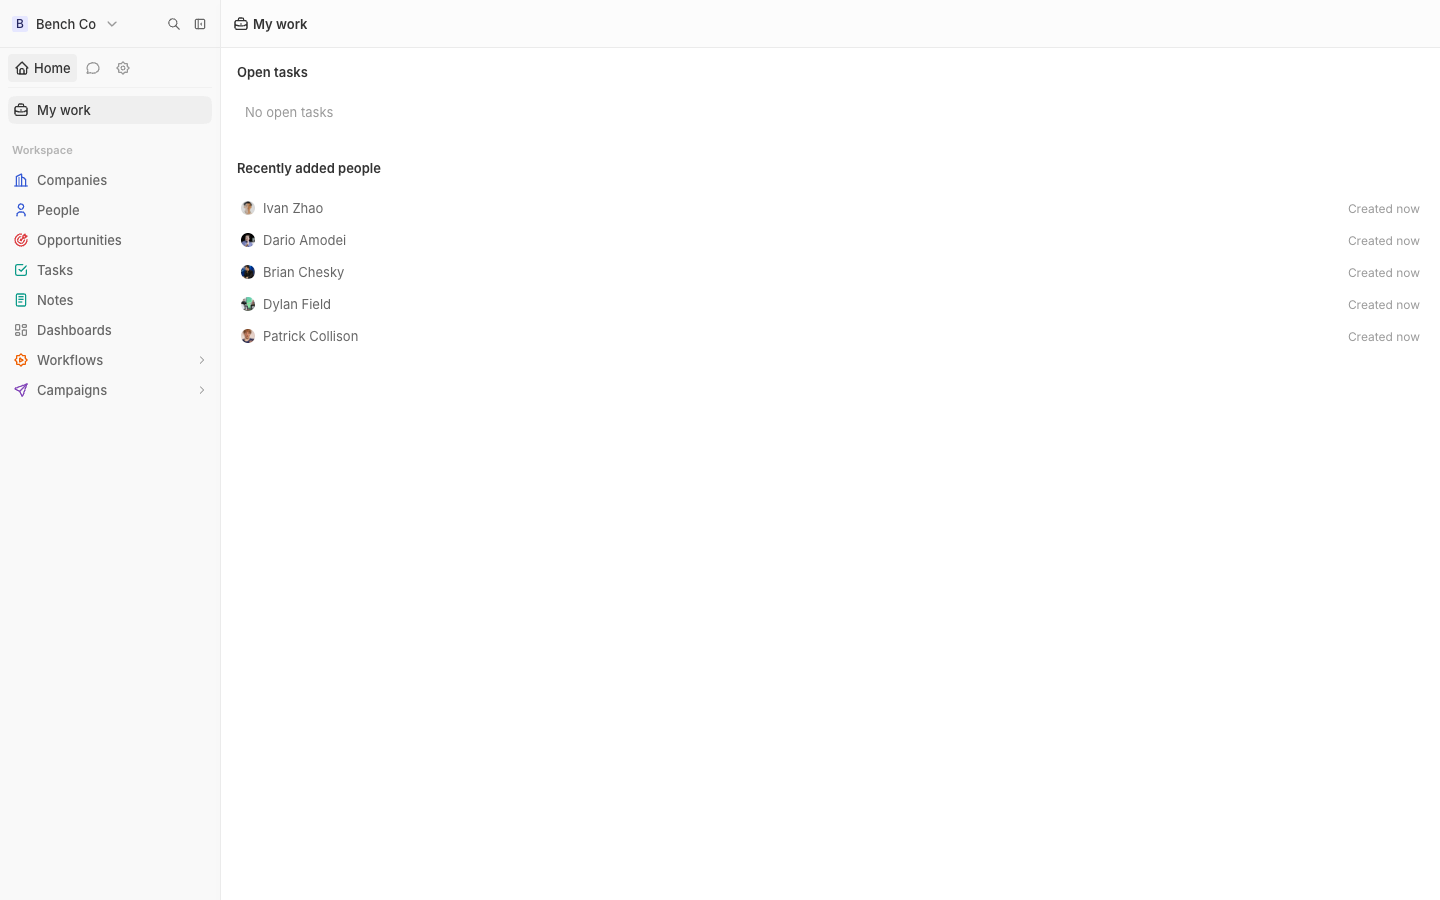 B Bench Co
Home
My work
Workspace
Companies
People
Opportunities
Tasks
Notes
Dashboards
Workflows
Campaigns
My work
Open tasks
No open tasks
Recently added people
Ivan Zhao Created now
Dario Amodei Created now
Brian Chesky Created now
Dylan Field Created now
Patrick Collison Created now